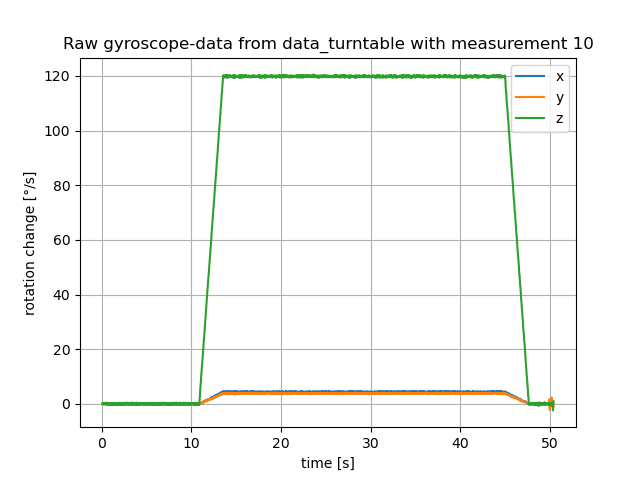 Raw gyroscope-data from data_turntable with measurement 10
x
y
z
120
100
80
60
40
20
0
rotation change [°/s]
0 10 20 30 40 50
time [s]